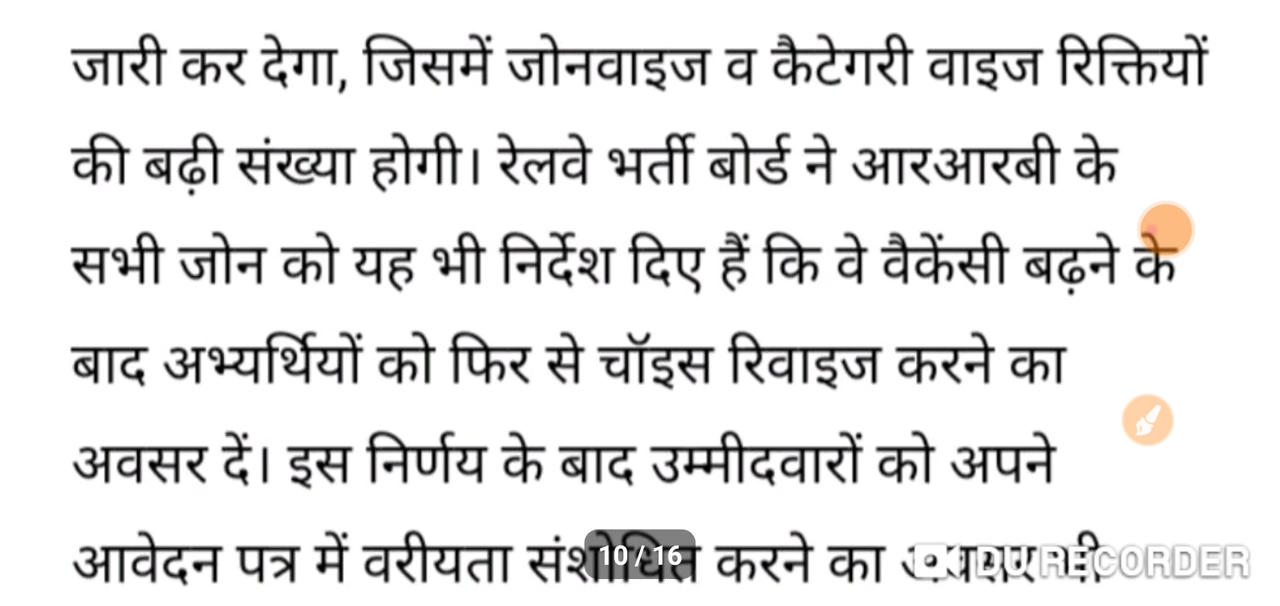 जारी कर देगा, जिसमें जोनवाइज व कैटेगरी वाइज रिक्तियों
की बढ़ी संख्या होगी। रेलवे भर्ती बोर्ड ने आरआरबी के
सभी जोन को यह भी निर्देश दिए हैं कि वे वैकेंसी बढ़ने के
बाद अभ्यर्थियों को फिर से चॉइस रिवाइज करने का
अवसर दें। इस निर्णय के बाद उम्मीदवारों को अपने
आवेदन पत्र में वरीयता संशोधित करने का
10 / 16
DU RECORDER